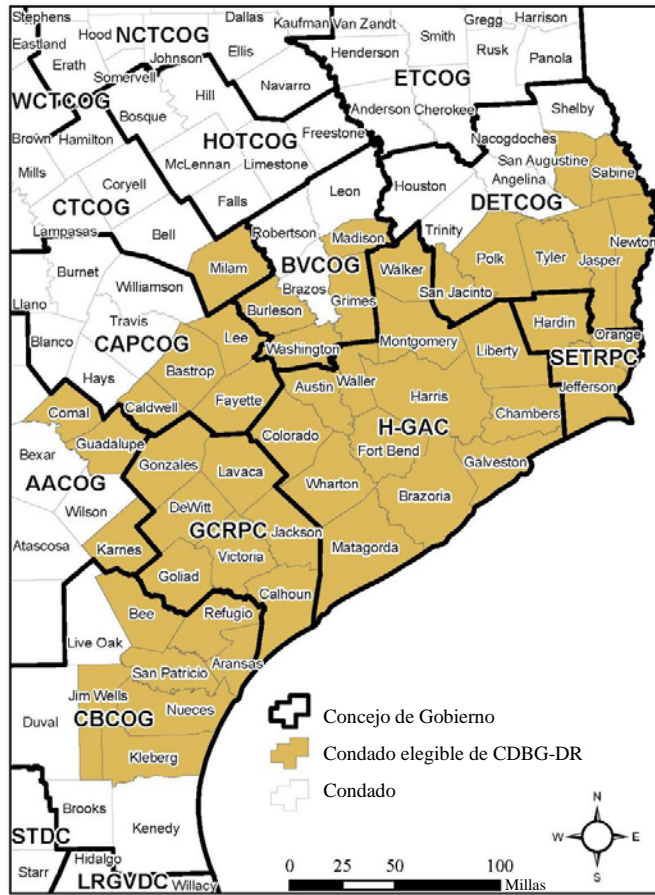 Stephens
Dallas
Gregg
Harrison
Kaufman
Van Zandt
Hood
NCTCOG
Smith
Eastland
Johnson
Ellis
Henderson
Rusk
Panola
Erath
Somervell
Navarro
ETCOG
Hill
WCTCOG
Bosque
Anderson
Cherokee
Shelby
Brown
Hamilton
HOTCOG
Freestone
Nacogdoches
McLennan
Limestone
San Augustine
Mills
Coryell
Leon
Houston
Angelina
Sabine
CTCOG
Falls
DETCOG
Lampasas
Bell
Robertson
Madison
Trinity
Newton
Burnet
Milam
BVCOG
Walker
Polk
Tyler
Jasper
Williamson
Brazos
San Jacinto
Llano
Burleson
Grimes
Travis
Hardin
Orange
Blanco
CAPCOG
Lee
Washington
Montgomery
Liberty
SETRPC
Hays
Bastrop
Austin
Waller
Harris
Jefferson
Comal
Caldwell
Fayette
Chambers
Guadalupe
Colorado
H-GAC
Bexar
Gonzales
Lavaca
Fort Bend
Galveston
AACOG
Wharton
Wilson
DeWitt
Brazoria
GCRPC
Jackson
Atascosa
Karnes
Victoria
Matagorda
Goliad
Calhoun
Bee
Refugio
Live Oak
Aransas
San Patricio
Jim Wells
Nueces
Duval
CBCOG
Kleberg
Brooks
Kenedy
STDC
Hidalgo
Starr
LRGVDC
Willacy
Concejo de Gobierno
Condado elegible de CDBG-DR
Condado
N
W
E
S
0 25 50 100
Millas